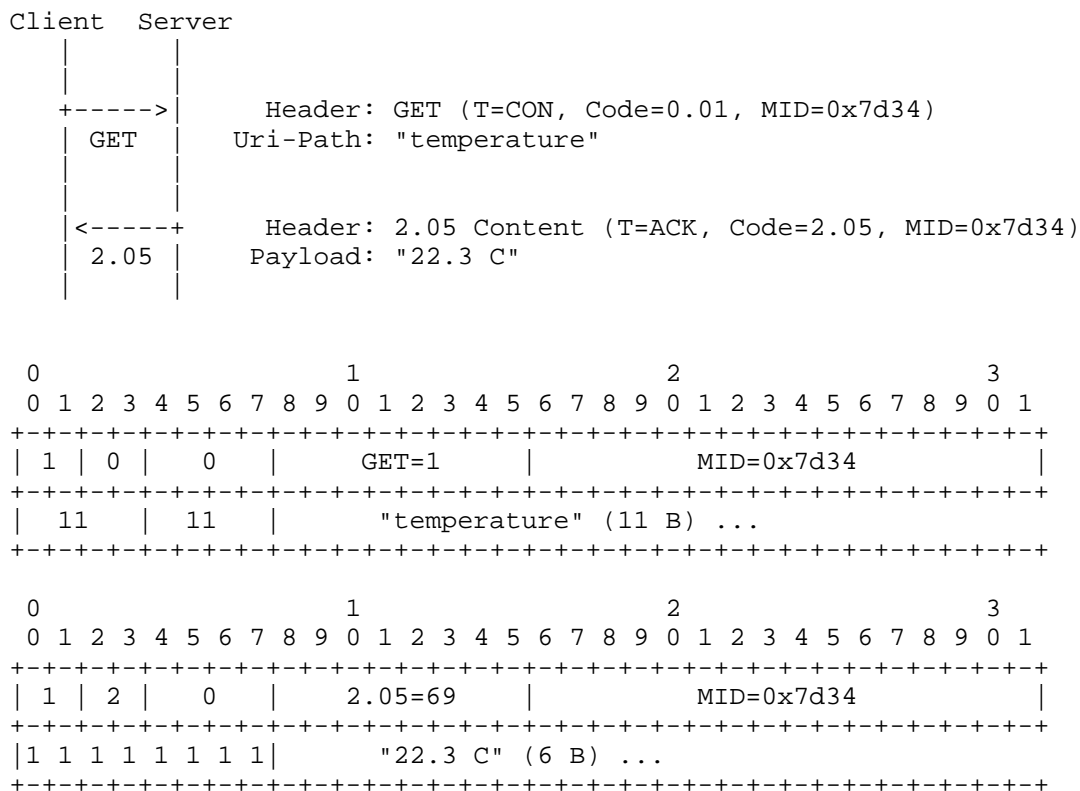 Client  Server
   |      |
   |      |
   +----->|     Header: GET (T=CON, Code=0.01, MID=0x7d34)
   | GET  |   Uri-Path: "temperature"
   |      |
   |      |
   |<-----+     Header: 2.05 Content (T=ACK, Code=2.05, MID=0x7d34)
   | 2.05 |    Payload: "22.3 C"
   |      |
 0                   1                   2                   3
 0 1 2 3 4 5 6 7 8 9 0 1 2 3 4 5 6 7 8 9 0 1 2 3 4 5 6 7 8 9 0 1
+-+-+-+-+-+-+-+-+-+-+-+-+-+-+-+-+-+-+-+-+-+-+-+-+-+-+-+-+-+-+-+-+
| 1 | 0 |   0   |     GET=1     |          MID=0x7d34           |
+-+-+-+-+-+-+-+-+-+-+-+-+-+-+-+-+-+-+-+-+-+-+-+-+-+-+-+-+-+-+-+-+
|  11   |  11   |      "temperature" (11 B) ...
+-+-+-+-+-+-+-+-+-+-+-+-+-+-+-+-+-+-+-+-+-+-+-+-+-+-+-+-+-+-+-+-+
 0                   1                   2                   3
 0 1 2 3 4 5 6 7 8 9 0 1 2 3 4 5 6 7 8 9 0 1 2 3 4 5 6 7 8 9 0 1
+-+-+-+-+-+-+-+-+-+-+-+-+-+-+-+-+-+-+-+-+-+-+-+-+-+-+-+-+-+-+-+-+
| 1 | 2 |   0   |    2.05=69    |          MID=0x7d34           |
+-+-+-+-+-+-+-+-+-+-+-+-+-+-+-+-+-+-+-+-+-+-+-+-+-+-+-+-+-+-+-+-+
|1 1 1 1 1 1 1 1|      "22.3 C" (6 B) ...
+-+-+-+-+-+-+-+-+-+-+-+-+-+-+-+-+-+-+-+-+-+-+-+-+-+-+-+-+-+-+-+-+